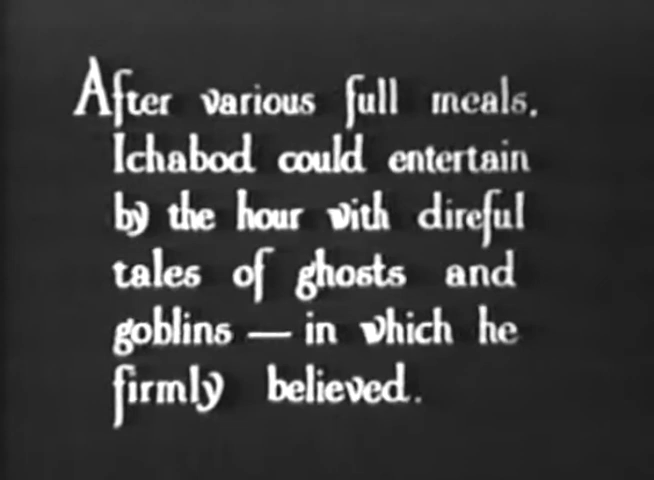 After various full meals,
Ichabod could entertain
by the hour with direful
tales of ghosts and
goblins — in which he
firmly believed.